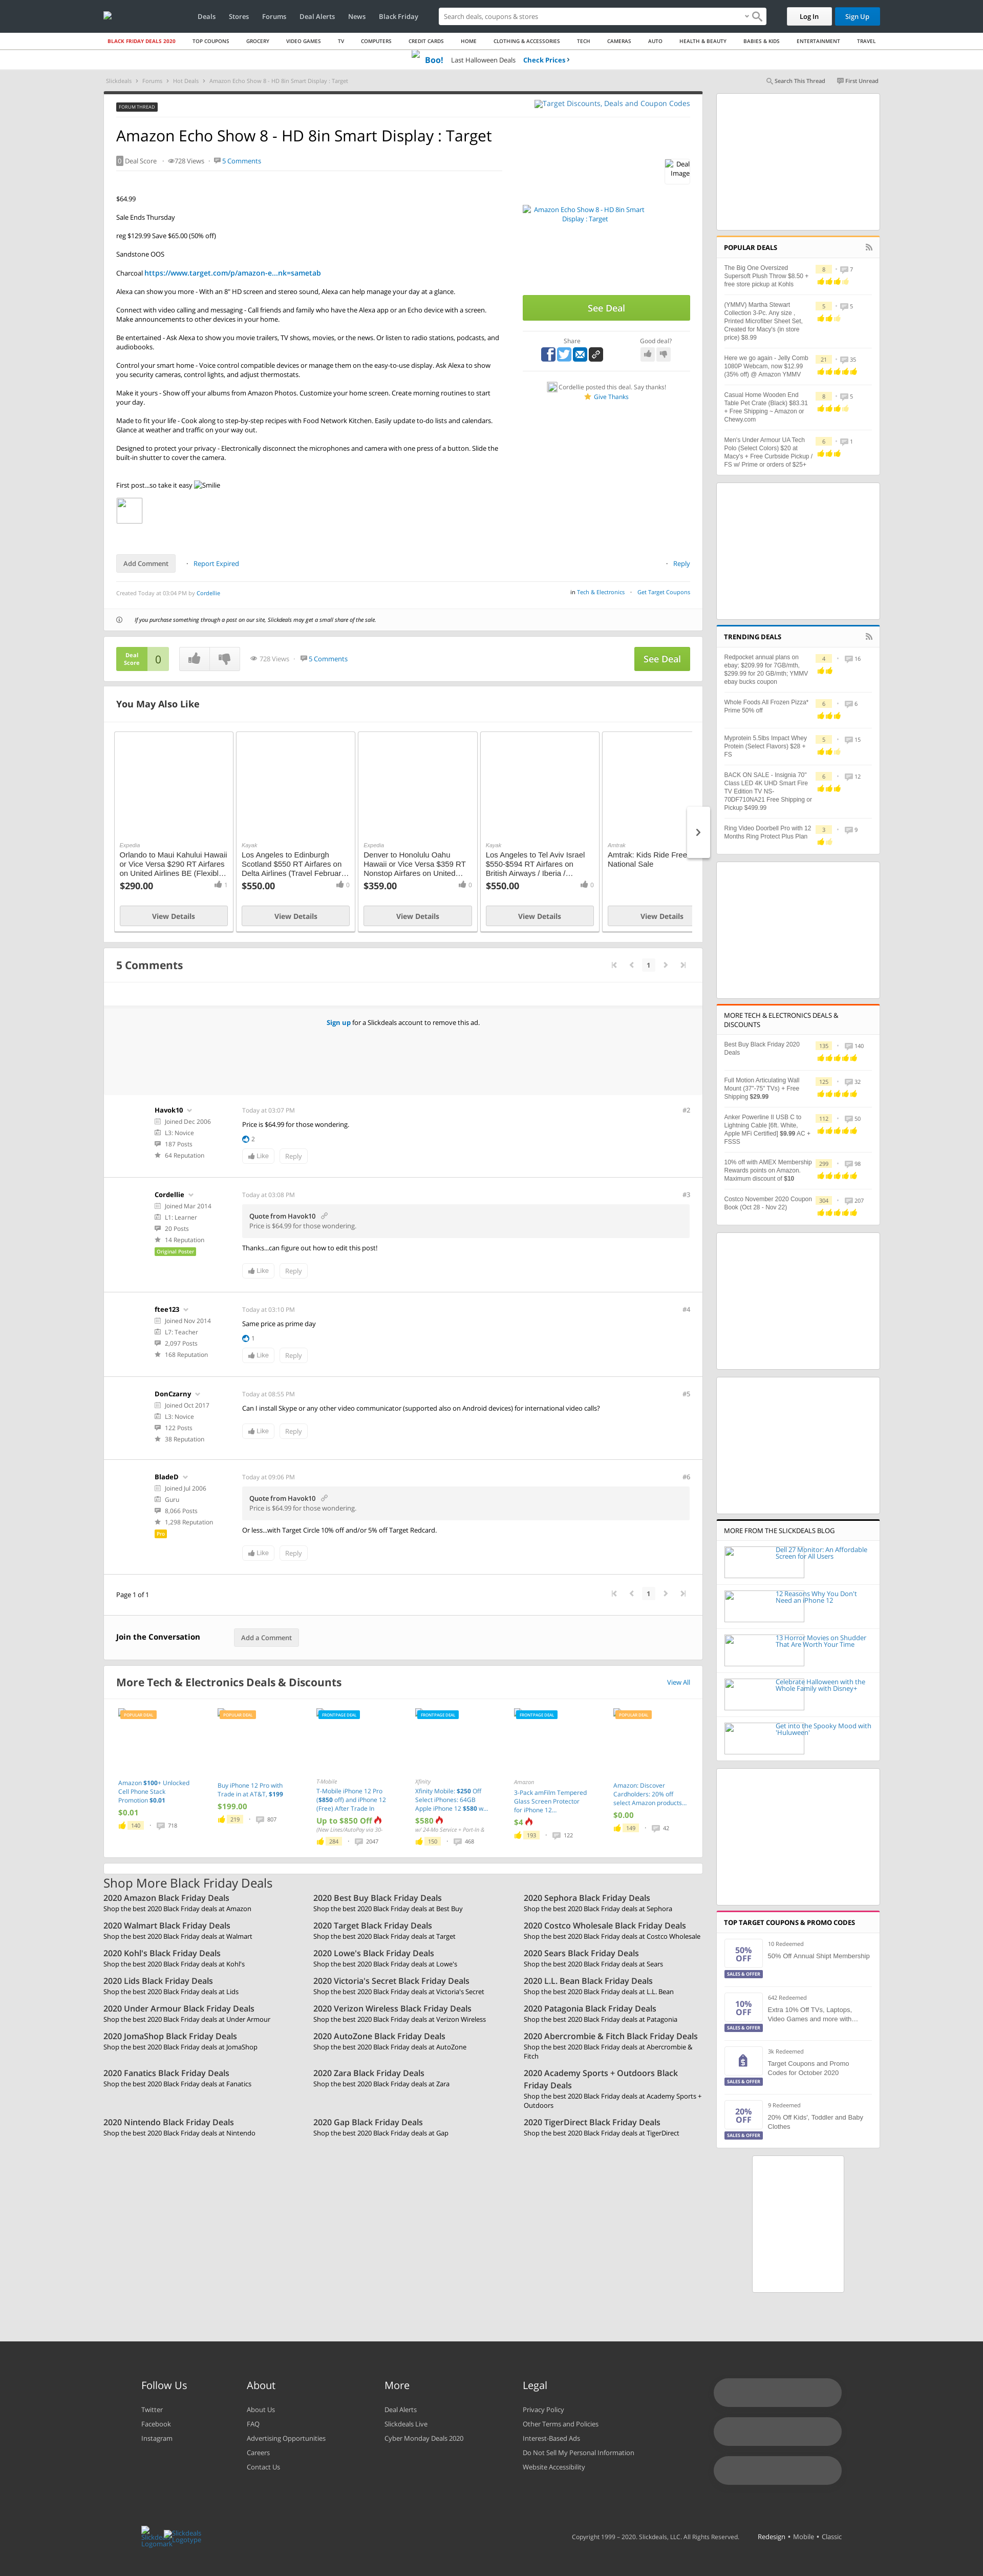 Deals Stores Forums Deal Alerts News Black Friday
Search deals, coupons & stores
Log In
Sign Up
BLACK FRIDAY DEALS 2020 TOP COUPONS GROCERY VIDEO GAMES TV COMPUTERS CREDIT CARDS HOME CLOTHING & ACCESSORIES TECH CAMERAS AUTO HEALTH & BEAUTY BABIES & KIDS ENTERTAINMENT TRAVEL
Boo! Last Halloween Deals Check Prices
Slickdeals Forums Hot Deals Amazon Echo Show 8 - HD 8in Smart Display : Target
Search This Thread
First Unread
FORUM THREAD
Target Discounts, Deals and Coupon Codes
Amazon Echo Show 8 - HD 8in Smart Display : Target
0 Deal Score 728 Views 5 Comments
Deal Image
$64.99
Sale Ends Thursday
reg $129.99 Save $65.00 (50% off)
Sandstone OOS
Charcoal https://www.target.com/p/amazon-e...nk=sametab
Alexa can show you more - With an 8" HD screen and stereo sound, Alexa can help manage your day at a glance.
Connect with video calling and messaging - Call friends and family who have the Alexa app or an Echo device with a screen.
Make announcements to other devices in your home.
Be entertained - Ask Alexa to show you movie trailers, movies, or the news. Or listen to radio stations, podcasts, and
audiobooks.
Control your smart home - Voice control compatible devices or manage them on the easy-to-use display. Ask Alexa to show
you security cameras, control lights, and adjust thermostats.
Make it yours - Show off your albums from Amazon Photos. Customize your home screen. Create morning routines to start
your day.
Made to fit your life - Cook along to step-by-step recipes with Food Network Kitchen. Easily update to-do lists and calendars.
Glance at weather and traffic on your way out.
Designed to protect your privacy - Electronically disconnect the microphones and camera with one press of a button. Slide the
built-in shutter to cover the camera.
First post...so take it easy Smilie
Amazon Echo Show 8 - HD 8in Smart
Display : Target
See Deal
Share
Good deal?
Cordellie posted this deal. Say thanks!
Give Thanks
Add Comment
Report Expired
Reply
Created Today at 03:04 PM by Cordellie
in Tech & Electronics Get Target Coupons
If you purchase something through a post on our site, Slickdeals may get a small share of the sale.
Deal
Score
0
728 Views
5 Comments
See Deal
You May Also Like
Expedia
Orlando to Maui Kahului Hawaii
or Vice Versa $290 RT Airfares
on United Airlines BE (Flexibl...
$290.00
1
View Details
Kayak
Los Angeles to Edinburgh
Scotland $550 RT Airfares on
Delta Airlines (Travel Februar...
$550.00
0
View Details
Expedia
Denver to Honolulu Oahu
Hawaii or Vice Versa $359 RT
Nonstop Airfares on United...
$359.00
0
View Details
Kayak
Los Angeles to Tel Aviv Israel
$550-$594 RT Airfares on
British Airways / Iberia /...
$550.00
0
View Details
Amtrak
Amtrak: Kids Ride Free
National Sale
View Details
5 Comments
1
Sign up for a Slickdeals account to remove this ad.
Havok10
Joined Dec 2006
L3: Novice
187 Posts
64 Reputation
Today at 03:07 PM
#2
Price is $64.99 for those wondering.
2
Like
Reply
Cordellie
Joined Mar 2014
L1: Learner
20 Posts
14 Reputation
Original Poster
Today at 03:08 PM
#3
Quote from Havok10
Price is $64.99 for those wondering.
Thanks...can figure out how to edit this post!
Like
Reply
ftee123
Joined Nov 2014
L7: Teacher
2,097 Posts
168 Reputation
Today at 03:10 PM
#4
Same price as prime day
1
Like
Reply
DonCzarny
Joined Oct 2017
L3: Novice
122 Posts
38 Reputation
Today at 08:55 PM
#5
Can I install Skype or any other video communicator (supported also on Android devices) for international video calls?
Like
Reply
BladeD
Joined Jul 2006
Guru
8,066 Posts
1,298 Reputation
Pro
Today at 09:06 PM
#6
Quote from Havok10
Price is $64.99 for those wondering.
Or less...with Target Circle 10% off and/or 5% off Target Redcard.
Like
Reply
Page 1 of 1
1
Join the Conversation
Add a Comment
More Tech & Electronics Deals & Discounts
View All
POPULAR DEAL
Amazon $100+ Unlocked
Cell Phone Stack
Promotion $0.01
$0.01
140 718
POPULAR DEAL
Buy iPhone 12 Pro with
Trade in at AT&T, $199
$199.00
219 807
FRONTPAGE DEAL
T-Mobile
T-Mobile iPhone 12 Pro
($850 off) and iPhone 12
(Free) After Trade In
Up to $850 Off
(New Lines/AutoPay via 30-
284 2047
FRONTPAGE DEAL
Xfinity
Xfinity Mobile: $250 Off
Select iPhones: 64GB
Apple iPhone 12 $580 w...
$580
w/ 24-Mo Service + Port-In &
150 468
FRONTPAGE DEAL
Amazon
3-Pack amFilm Tempered
Glass Screen Protector
for iPhone 12...
$4
193 122
POPULAR DEAL
Amazon: Discover
Cardholders: 20% off
select Amazon products...
$0.00
149 42
Shop More Black Friday Deals
2020 Amazon Black Friday Deals
Shop the best 2020 Black Friday deals at Amazon
2020 Best Buy Black Friday Deals
Shop the best 2020 Black Friday deals at Best Buy
2020 Sephora Black Friday Deals
Shop the best 2020 Black Friday deals at Sephora
2020 Walmart Black Friday Deals
Shop the best 2020 Black Friday deals at Walmart
2020 Target Black Friday Deals
Shop the best 2020 Black Friday deals at Target
2020 Costco Wholesale Black Friday Deals
Shop the best 2020 Black Friday deals at Costco Wholesale
2020 Kohl's Black Friday Deals
Shop the best 2020 Black Friday deals at Kohl's
2020 Lowe's Black Friday Deals
Shop the best 2020 Black Friday deals at Lowe's
2020 Sears Black Friday Deals
Shop the best 2020 Black Friday deals at Sears
2020 Lids Black Friday Deals
Shop the best 2020 Black Friday deals at Lids
2020 Victoria's Secret Black Friday Deals
Shop the best 2020 Black Friday deals at Victoria's Secret
2020 L.L. Bean Black Friday Deals
Shop the best 2020 Black Friday deals at L.L. Bean
2020 Under Armour Black Friday Deals
Shop the best 2020 Black Friday deals at Under Armour
2020 Verizon Wireless Black Friday Deals
Shop the best 2020 Black Friday deals at Verizon Wireless
2020 Patagonia Black Friday Deals
Shop the best 2020 Black Friday deals at Patagonia
2020 JomaShop Black Friday Deals
Shop the best 2020 Black Friday deals at JomaShop
2020 AutoZone Black Friday Deals
Shop the best 2020 Black Friday deals at AutoZone
2020 Abercrombie & Fitch Black Friday Deals
Shop the best 2020 Black Friday deals at Abercrombie &
Fitch
2020 Fanatics Black Friday Deals
Shop the best 2020 Black Friday deals at Fanatics
2020 Zara Black Friday Deals
Shop the best 2020 Black Friday deals at Zara
2020 Academy Sports + Outdoors Black
Friday Deals
Shop the best 2020 Black Friday deals at Academy Sports +
Outdoors
2020 Nintendo Black Friday Deals
Shop the best 2020 Black Friday deals at Nintendo
2020 Gap Black Friday Deals
Shop the best 2020 Black Friday deals at Gap
2020 TigerDirect Black Friday Deals
Shop the best 2020 Black Friday deals at TigerDirect
POPULAR DEALS
The Big One Oversized
Supersoft Plush Throw $8.50 +
free store pickup at Kohls
8 7
(YMMV) Martha Stewart
Collection 3-Pc. Any size ,
Printed Microfiber Sheet Set,
Created for Macy's (in store
price) $8.99
5 5
Here we go again - Jelly Comb
1080P Webcam, now $12.99
(35% off) @ Amazon YMMV
21 35
Casual Home Wooden End
Table Pet Crate (Black) $83.31
+ Free Shipping ~ Amazon or
Chewy.com
8 5
Men's Under Armour UA Tech
Polo (Select Colors) $20 at
Macy's + Free Curbside Pickup /
FS w/ Prime or orders of $25+
6 1
TRENDING DEALS
Redpocket annual plans on
ebay; $209.99 for 7GB/mth,
$299.99 for 20 GB/mth; YMMV
ebay bucks coupon
4 16
Whole Foods All Frozen Pizza*
Prime 50% off
6 6
Myprotein 5.5lbs Impact Whey
Protein (Select Flavors) $28 +
FS
5 15
BACK ON SALE - Insignia 70"
Class LED 4K UHD Smart Fire
TV Edition TV NS-
70DF710NA21 Free Shipping or
Pickup $499.99
6 12
Ring Video Doorbell Pro with 12
Months Ring Protect Plus Plan
3 9
MORE TECH & ELECTRONICS DEALS &
DISCOUNTS
Best Buy Black Friday 2020
Deals
135 140
Full Motion Articulating Wall
Mount (37"-75" TVs) + Free
Shipping $29.99
125 32
Anker Powerline II USB C to
Lightning Cable [6ft, White,
Apple MFi Certified] $9.99 AC +
FSSS
112 50
10% off with AMEX Membership
Rewards points on Amazon.
Maximum discount of $10
299 98
Costco November 2020 Coupon
Book (Oct 28 - Nov 22)
304 207
MORE FROM THE SLICKDEALS BLOG
Dell 27 Monitor: An Affordable
Screen for All Users
12 Reasons Why You Don't
Need an iPhone 12
13 Horror Movies on Shudder
That Are Worth Your Time
Celebrate Halloween with the
Whole Family with Disney+
Get into the Spooky Mood with
'Huluween'
TOP TARGET COUPONS & PROMO CODES
50%
OFF
SALES & OFFER
10 Redeemed
50% Off Annual Shipt Membership
10%
OFF
SALES & OFFER
642 Redeemed
Extra 10% Off TVs, Laptops,
Video Games and more with...
SALES & OFFER
3k Redeemed
Target Coupons and Promo
Codes for October 2020
20%
OFF
SALES & OFFER
9 Redeemed
20% Off Kids', Toddler and Baby
Clothes
Follow Us
Twitter
Facebook
Instagram
About
About Us
FAQ
Advertising Opportunities
Careers
Contact Us
More
Deal Alerts
Slickdeals Live
Cyber Monday Deals 2020
Legal
Privacy Policy
Other Terms and Policies
Interest-Based Ads
Do Not Sell My Personal Information
Website Accessibility
Slickdeals
Logomark
Slickdeals
Logotype
Copyright 1999 - 2020. Slickdeals, LLC. All Rights Reserved.
Redesign • Mobile • Classic